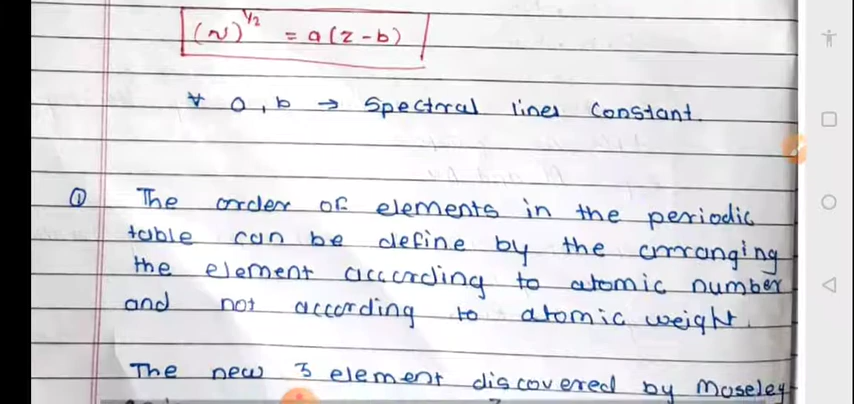 (ν)^1/2 = a(z-b)
∀ a, b → Spectral lines constant.
① The order of elements in the periodic
table can be define by the arranging
the element according to atomic number
and not according to atomic weight.
The new 3 element discovered by Moseley